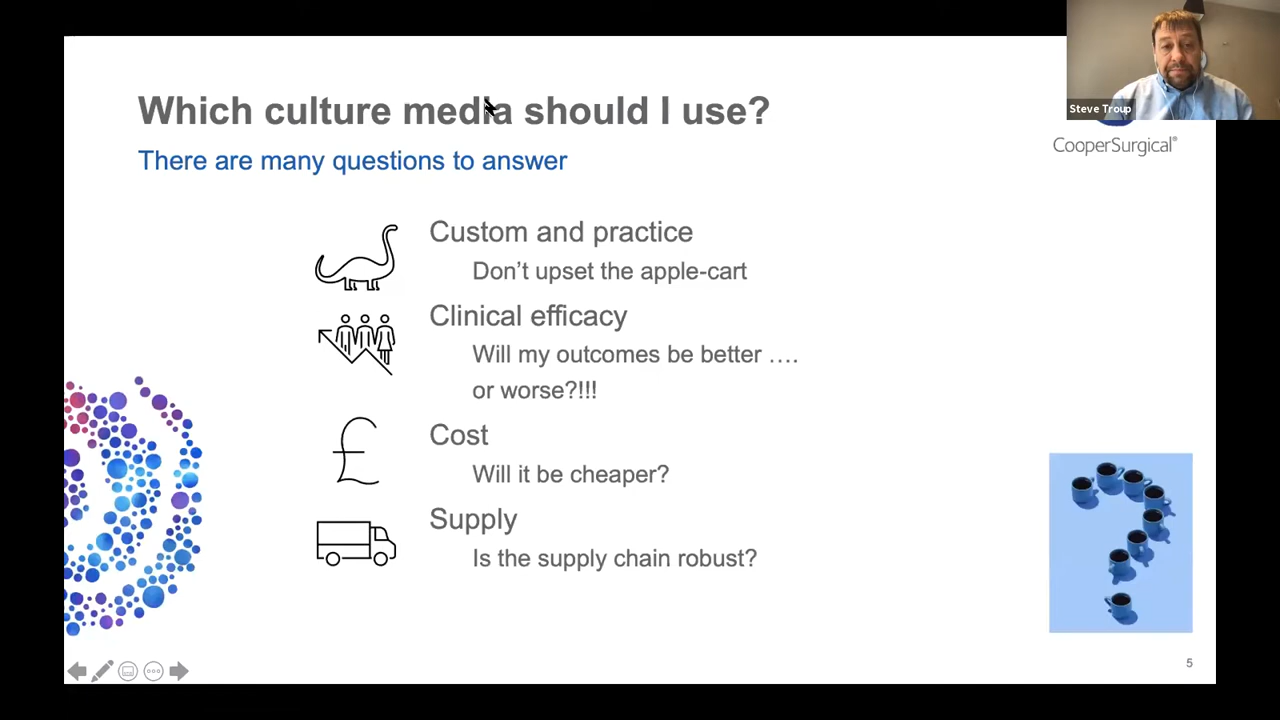 Which culture media should I use?
There are many questions to answer
Steve Troup
CooperSurgical®
Custom and practice
Don’t upset the apple-cart
Clinical efficacy
Will my outcomes be better ....
or worse?!!!
£
Cost
Will it be cheaper?
Supply
Is the supply chain robust?
5